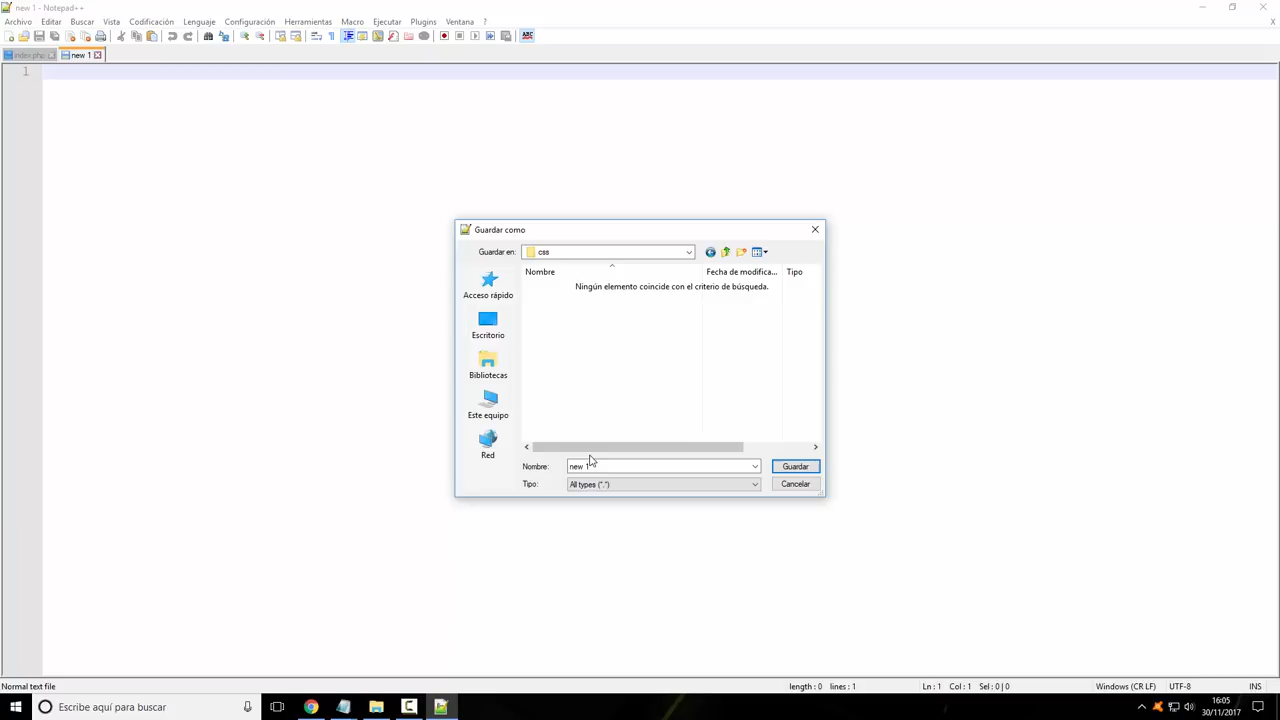 new 1 - Notepad++
Archivo Editar Buscar Vista Codificación Lenguaje Configuración Herramientas Macro Ejecutar Plugins Ventana ?
X
ABC
index.php new 1
1
Guardar como
Guardar en: css
Nombre Fecha de modifica... Tipo
Ningún elemento coincide con el criterio de búsqueda.
Acceso rápido
Escritorio
Bibliotecas
Este equipo
Red
Nombre: new 1 Guardar
Tipo: All types (*.*) Cancelar
Normal text file length : 0 lines : 1 Ln : 1 Col : 1 Sel : 0 | 0 Windows (CR LF) UTF-8 INS
Escribe aquí para buscar
16:05
30/11/2017